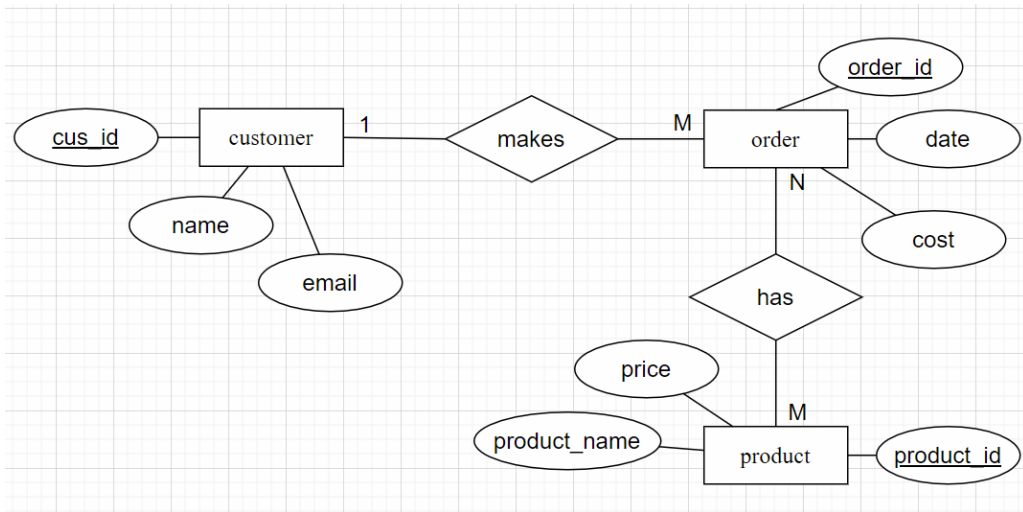 order_id
cus_id
customer
1
makes
M
order
date
N
name
cost
email
has
price
M
product_name
product
product_id